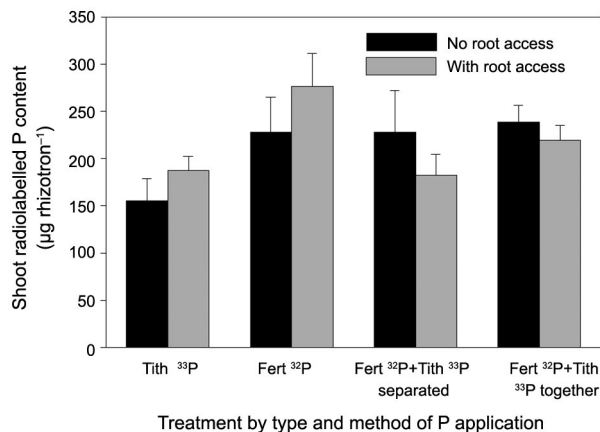 Shoot radiolabelled P content
(µg rhizotron⁻¹)
350
300
250
200
150
100
50
0
No root access
With root access
Tith ³³P
Fert ³²P
Fert ³²P+Tith ³³P
separated
Fert ³²P+Tith
³³P together
Treatment by type and method of P application